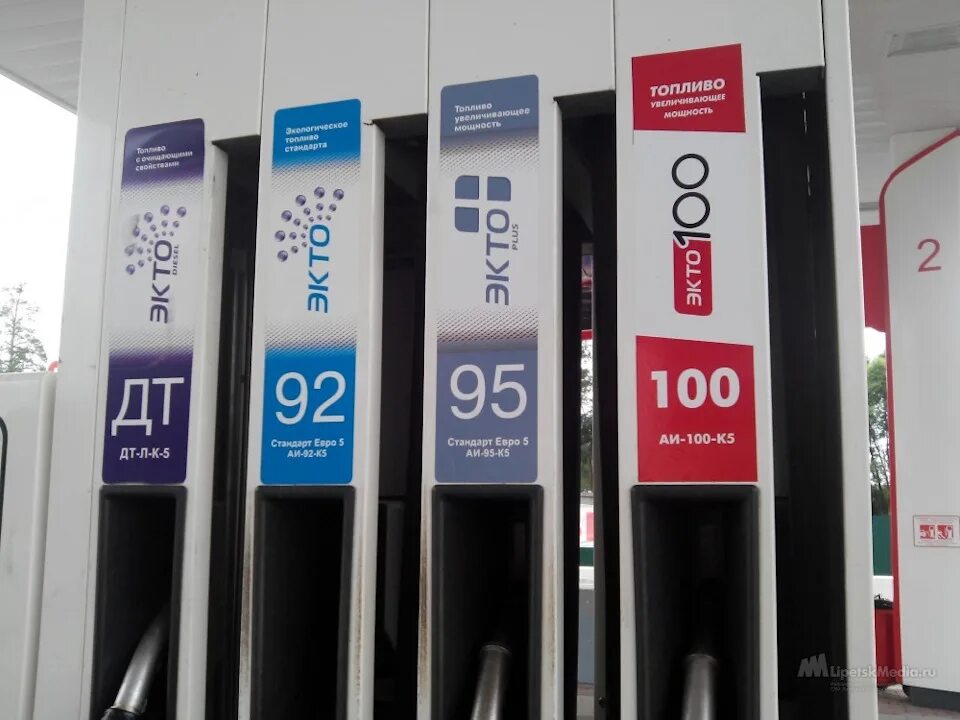 Топливо
с очищающими
свойствами
ЭКТО
DIESEL
ДТ
ДТ-Л-К-5
Экологическое
топливо
стандарта
ЭКТО
92
Стандарт Евро 5
АИ-92-К5
Топливо
увеличивающее
мощность
ЭКТО
PLUS
95
Стандарт Евро 5
АИ-95-К5
ТОПЛИВО
УВЕЛИЧИВАЮЩЕЕ
МОЩНОСТЬ
ЭКТО100
100
АИ-100-К5
2
LipetskMedia.ru